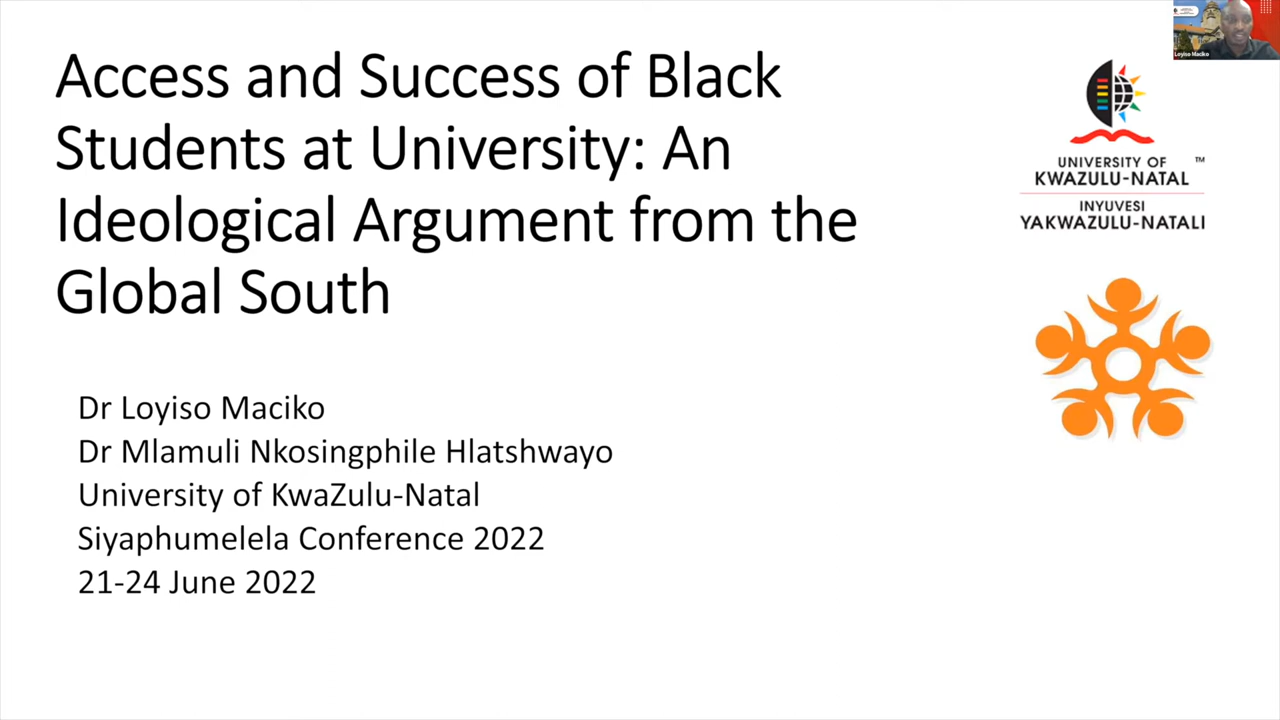 Access and Success of Black
Students at University: An
Ideological Argument from the
Global South
Dr Loyiso Maciko
Dr Mlamuli Nkosingphile Hlatshwayo
University of KwaZulu-Natal
Siyaphumelela Conference 2022
21-24 June 2022
Loyiso Maciko
UNIVERSITY OF ™
KWAZULU-NATAL
INYUVESI
YAKWAZULU-NATALI